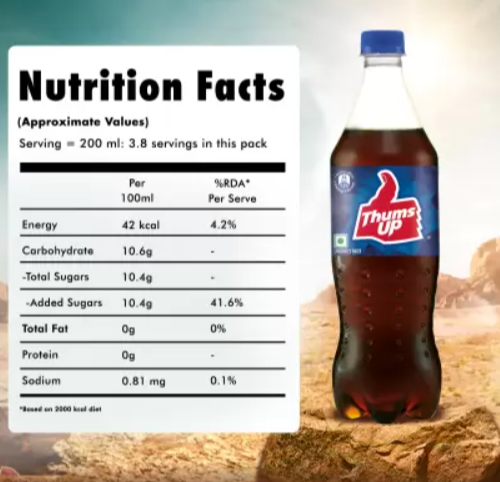 Nutrition Facts
(Approximate Values)
Serving = 200 ml: 3.8 servings in this pack
Per 100ml %RDA* Per Serve
Energy 42 kcal 4.2%
Carbohydrate 10.6g -
-Total Sugars 10.4g -
-Added Sugars 10.4g 41.6%
Total Fat 0g 0%
Protein 0g -
Sodium 0.81 mg 0.1%
*Based on 2000 kcal diet
Thums
UP